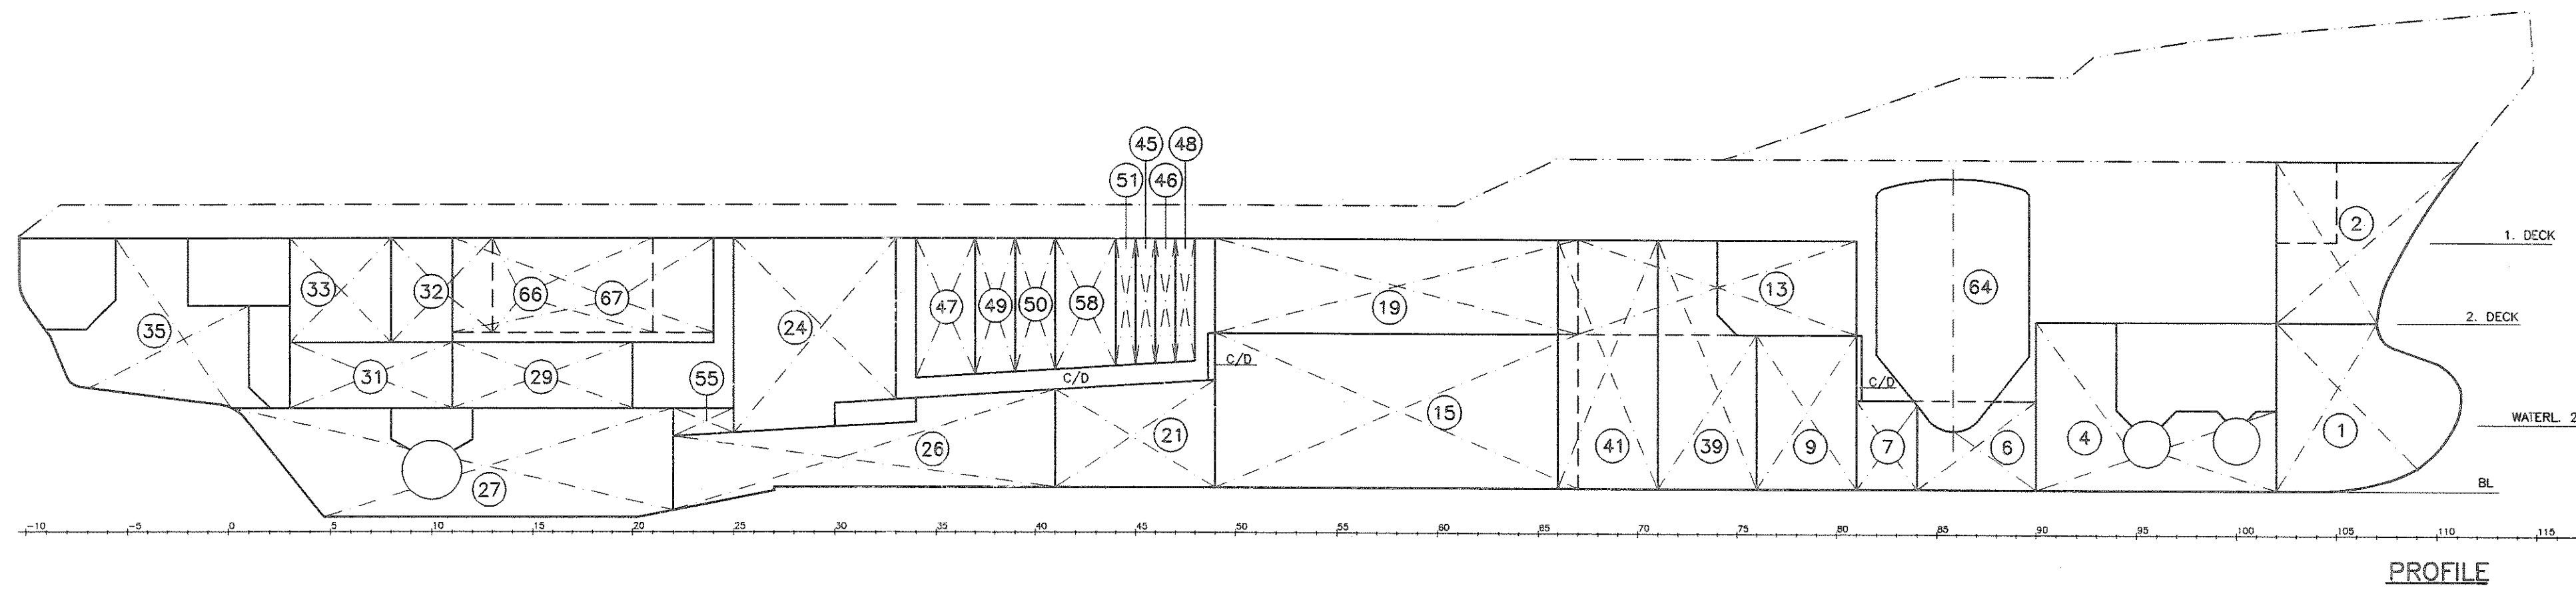 45 48
51 46
2
1. DECK
33 32 66 67 47 49 50 58 19 13 64
2. DECK
35 24
C/D
31 29 55 C/D C/D
15
WATERL. 2
26 21 41 39 9 7 6 4 1
27
BL
-10 -5 0 5 10 15 20 25 30 35 40 45 50 55 60 65 70 75 80 85 90 95 100 105 110 115
PROFILE